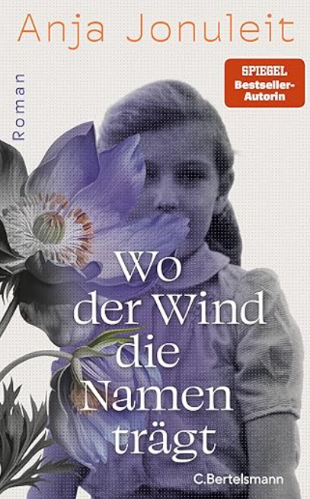 Anja Jonuleit
Roman
SPIEGEL
Bestseller-
Autorin
Wo
der Wind
die
Namen
trägt
C.Bertelsmann